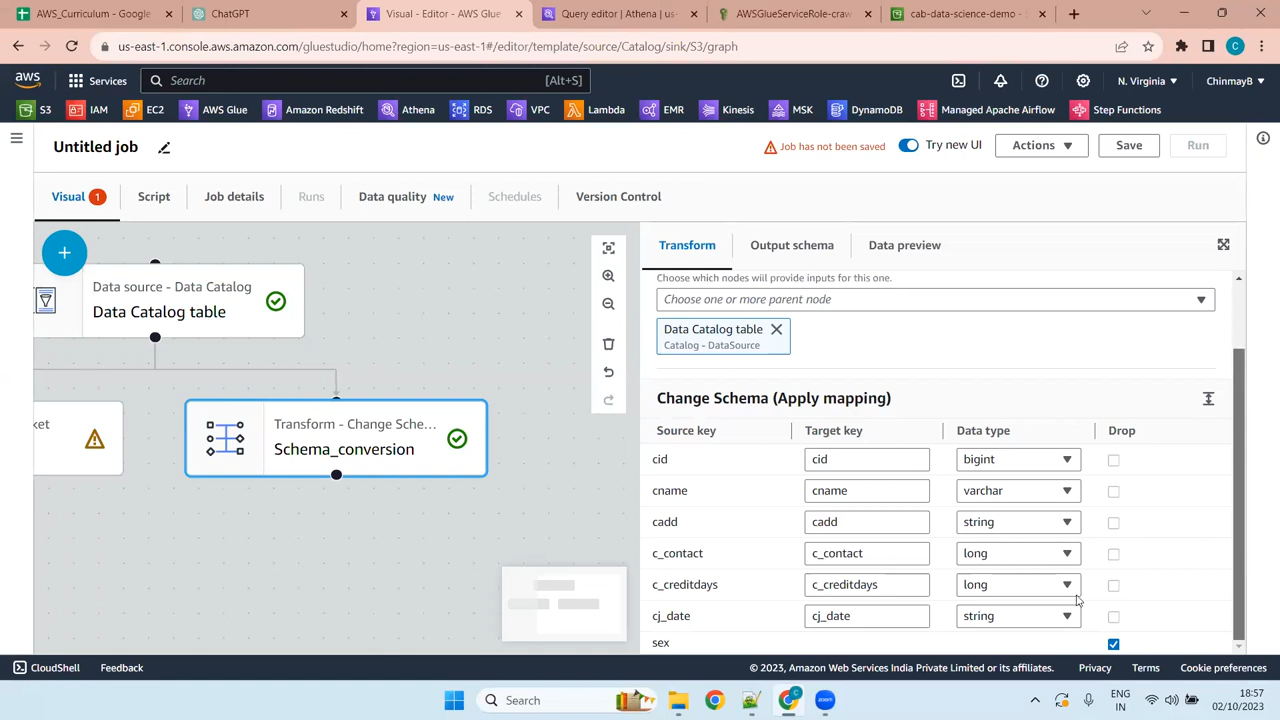 AWS_Curriculum - Google
ChatGPT
Visual - Editor - AWS Glue
Query editor | Athena | us-eas
AWSGlueServiceRole-craw
cab-data-science-demo -
us-east-1.console.aws.amazon.com/gluestudio/home?region=us-east-1#/editor/template/source/Catalog/sink/S3/graph
aws Services Search [Alt+S] N. Virginia ChinmayB
S3 IAM EC2 AWS Glue Amazon Redshift Athena RDS VPC Lambda EMR Kinesis MSK DynamoDB Managed Apache Airflow Step Functions
Untitled job
Job has not been saved Try new UI Actions Save Run
Visual 1 Script Job details Runs Data quality New Schedules Version Control
Data source - Data Catalog
Data Catalog table
ket
Transform - Change Sche...
Schema_conversion
Transform Output schema Data preview
Choose which nodes will provide inputs for this one.
Choose one or more parent node
Data Catalog table
Catalog - DataSource
Change Schema (Apply mapping)
Source key Target key Data type Drop
cid cid bigint
cname cname varchar
cadd cadd string
c_contact c_contact long
c_creditdays c_creditdays long
cj_date cj_date string
sex
CloudShell Feedback © 2023, Amazon Web Services India Private Limited or its affiliates. Privacy Terms Cookie preferences
Search
ENG
IN
18:57
02/10/2023